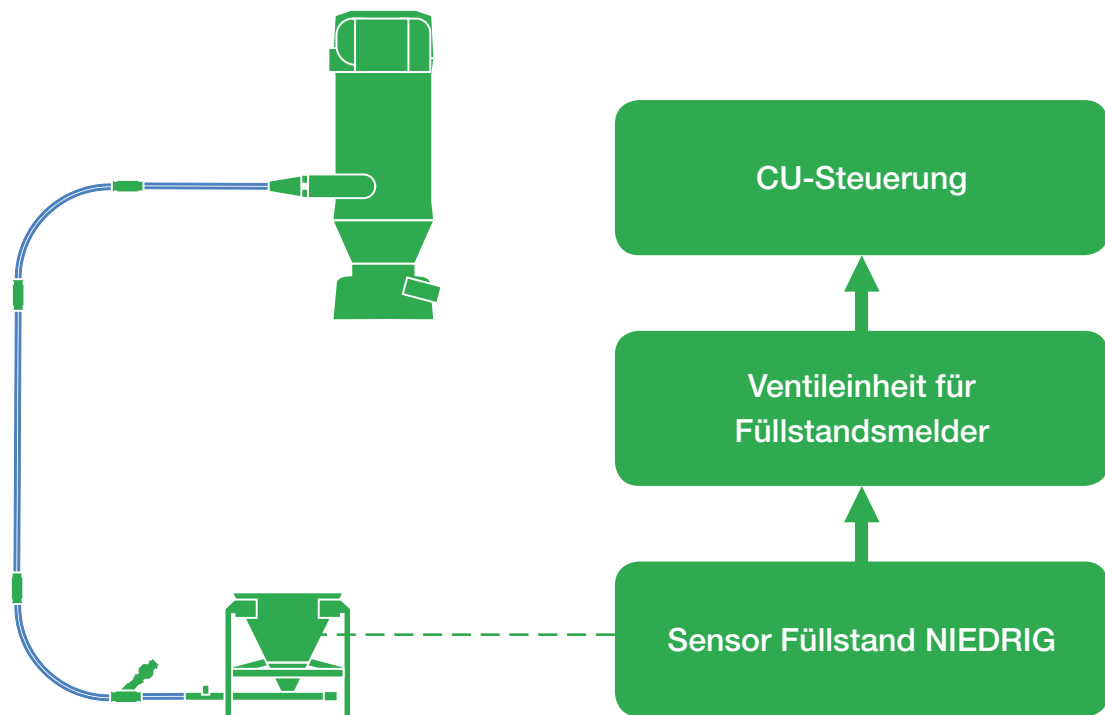 CU-Steuerung
Ventileinheit für
Füllstandsmelder
Sensor Füllstand NIEDRIG